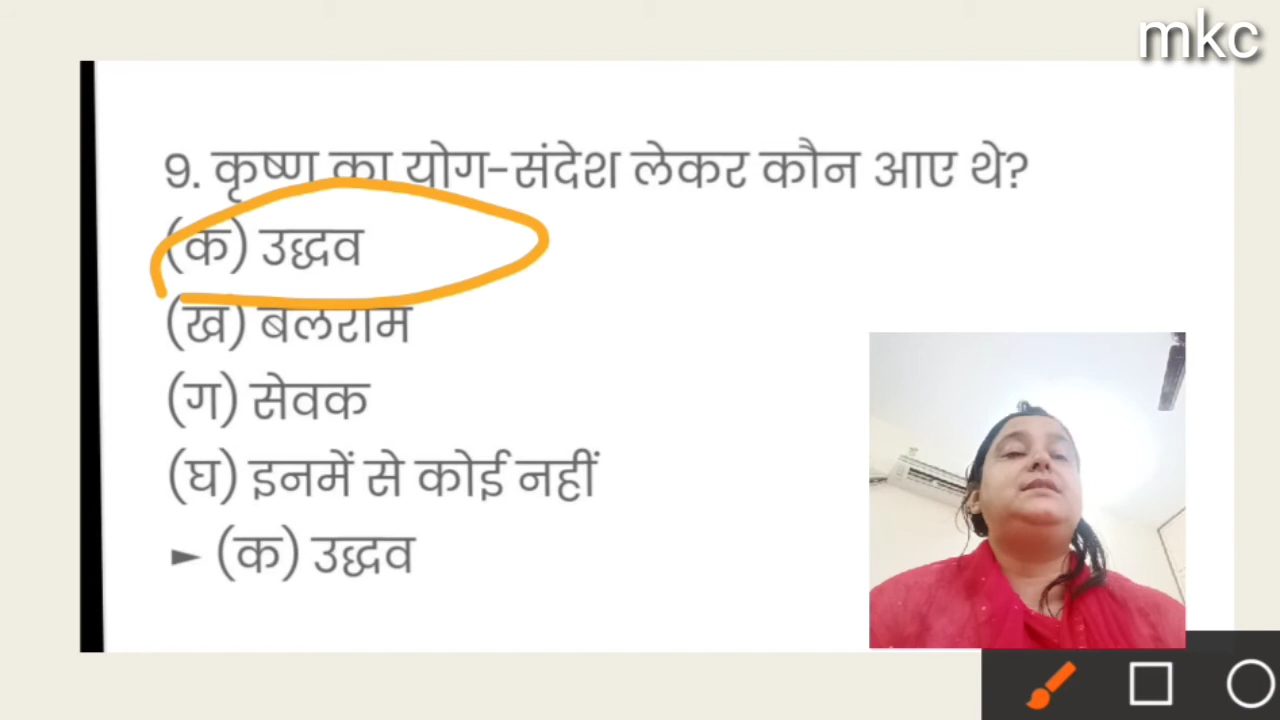 mkc
9. कृष्ण का योग-संदेश लेकर कौन आए थे?
(क) उद्धव
(ख) बलराम
(ग) सेवक
(घ) इनमें से कोई नहीं
► (क) उद्धव